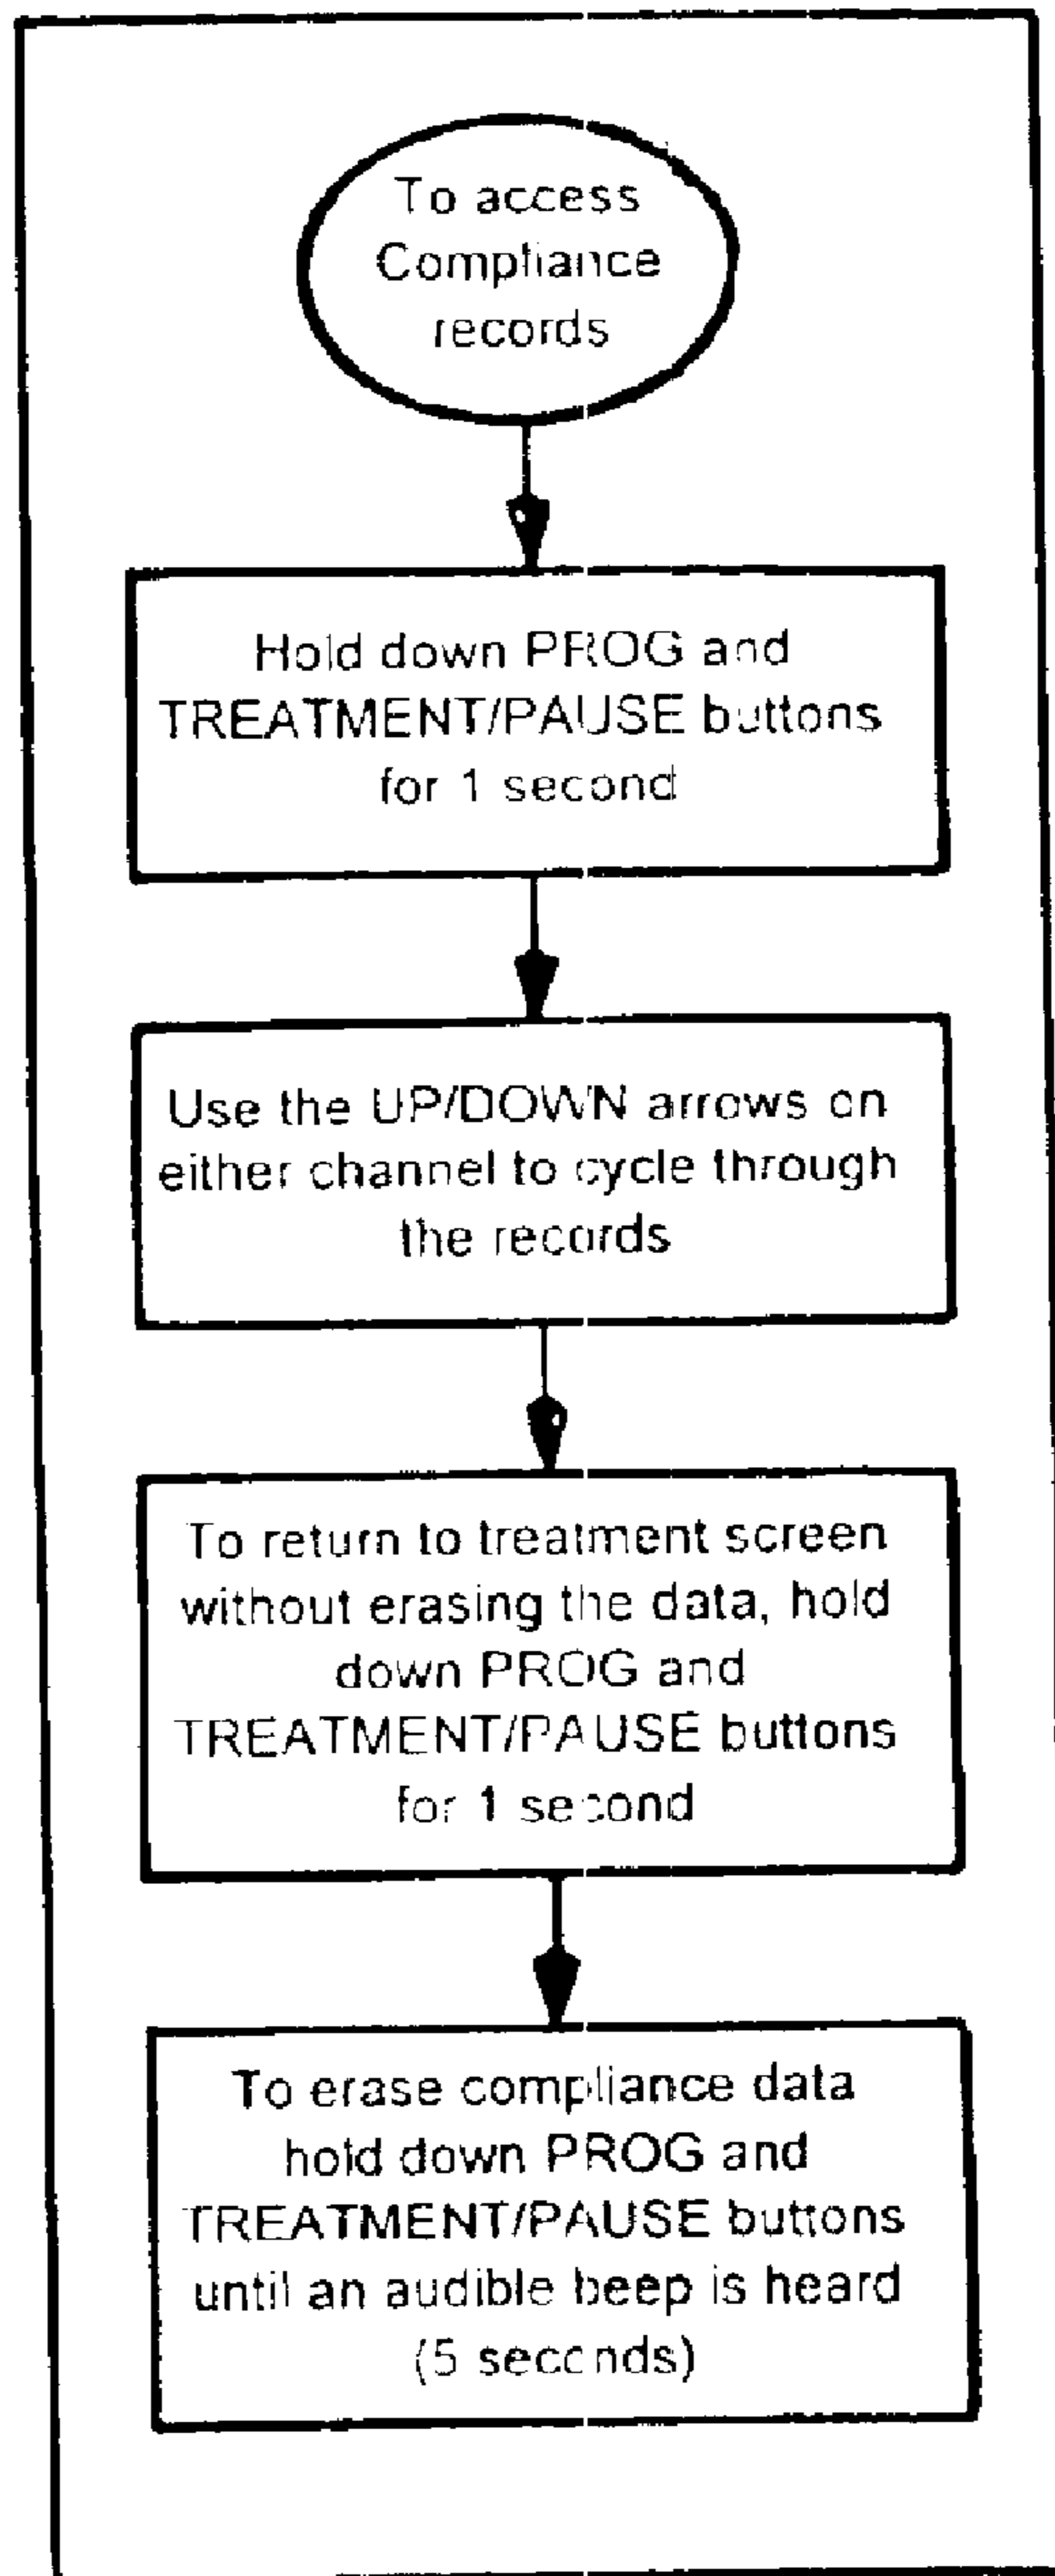 To access
Compliance
records
Hold down PROG and
TREATMENT/PAUSE buttons
for 1 second
Use the UP/DOWN arrows on
either channel to cycle through
the records
To return to treatment screen
without erasing the data, hold
down PROG and
TREATMENT/PAUSE buttons
for 1 second
To erase compliance data
hold down PROG and
TREATMENT/PAUSE buttons
until an audible beep is heard
(5 seconds)